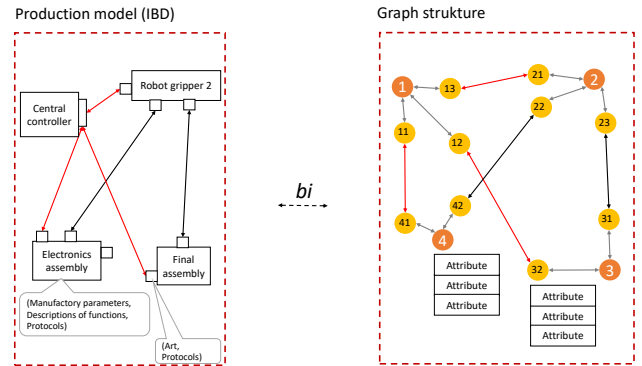 Production model (IBD)
Graph strukture
Robot gripper 2
Central
controller
Electronics
assembly
Final
assembly
(Manufactory parameters,
Descriptions of functions,
Protocols)
(Art,
Protocols)
bi
1
13
21
2
22
23
11
12
42
41
4
31
32
3
Attribute
Attribute
Attribute
Attribute
Attribute
Attribute